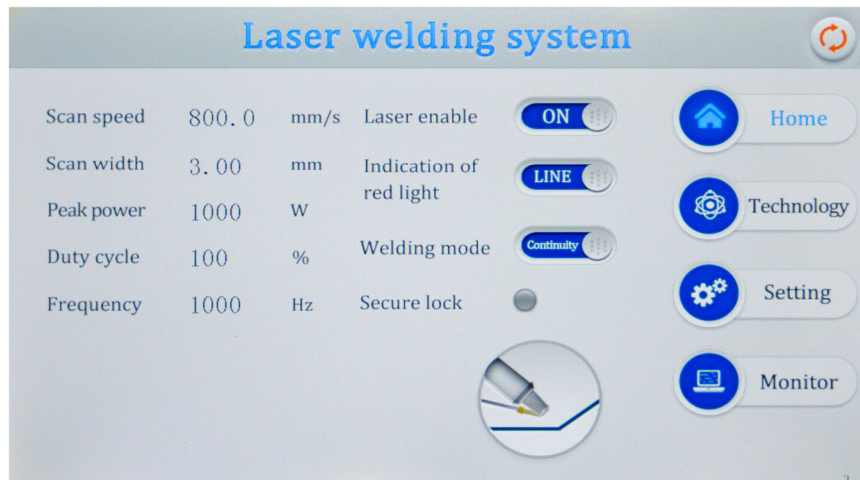 Laser welding system
Scan speed 800.0 mm/s
Scan width 3.00 mm
Peak power 1000 W
Duty cycle 100 %
Frequency 1000 Hz
Laser enable ON
Indication of
red light LINE
Welding mode Continuity
Secure lock
Home
Technology
Setting
Monitor